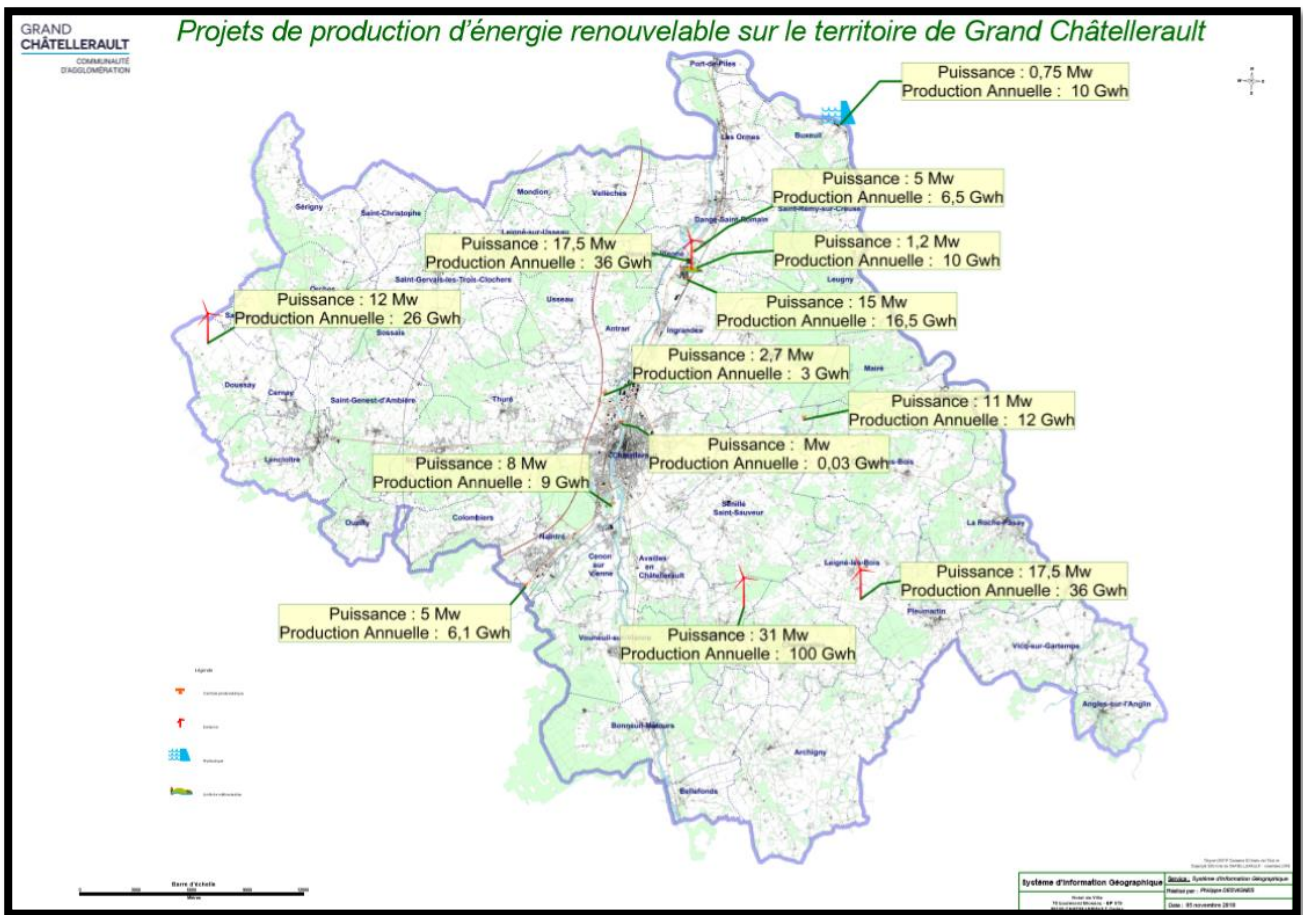 GRAND
CHÂTELLERAULT
COMMUNAUTÉ
D'AGGLOMÉRATION
Projets de production d'énergie renouvelable sur le territoire de Grand Châtellerault
Port-de-Piles
Puissance : 0,75 Mw
Production Annuelle : 10 Gwh
Les Ormes
Buxeuil
Mondion
Vellèches
Puissance : 5 Mw
Production Annuelle : 6,5 Gwh
Sérigny
Saint-Christophe
Saint-Rémy-sur-Creuse
Dangé-Saint-Romain
Leigné-sur-Usseau
Puissance : 17,5 Mw
Production Annuelle : 36 Gwh
Puissance : 1,2 Mw
Production Annuelle : 10 Gwh
Saint-Gervais-les-Trois-Clochers
Leugny
Usseau
Puissance : 12 Mw
Production Annuelle : 26 Gwh
Puissance : 15 Mw
Production Annuelle : 16,5 Gwh
Antran
Ingrandes
Sossais
Puissance : 2,7 Mw
Production Annuelle : 3 Gwh
Mairé
Doussay
Cernay
Saint-Genest-d'Ambière
Thuré
Puissance : 11 Mw
Production Annuelle : 12 Gwh
Puissance : Mw
Production Annuelle : 0,03 Gwh
Lencloître
Puissance : 8 Mw
Production Annuelle : 9 Gwh
Senillé
Saint-Sauveur
Ouzilly
Colombiers
La Roche-Posay
Naintré
Cenon
sur
Vienne
Availles
en
Châtellerault
Leigné-les-Bois
Puissance : 17,5 Mw
Production Annuelle : 36 Gwh
Puissance : 5 Mw
Production Annuelle : 6,1 Gwh
Pleumartin
Puissance : 31 Mw
Production Annuelle : 100 Gwh
Vicq-sur-Gartempe
Angles-sur-l'Anglin
Bonneuil-Matours
Archigny
Bellefonds
Légende
Barre d'échelle
Mètres
Système d'Information Géographique
Hotel de Ville
Service : Système d'Information Géographique
Réalisé par : Philippe DESVIGNES